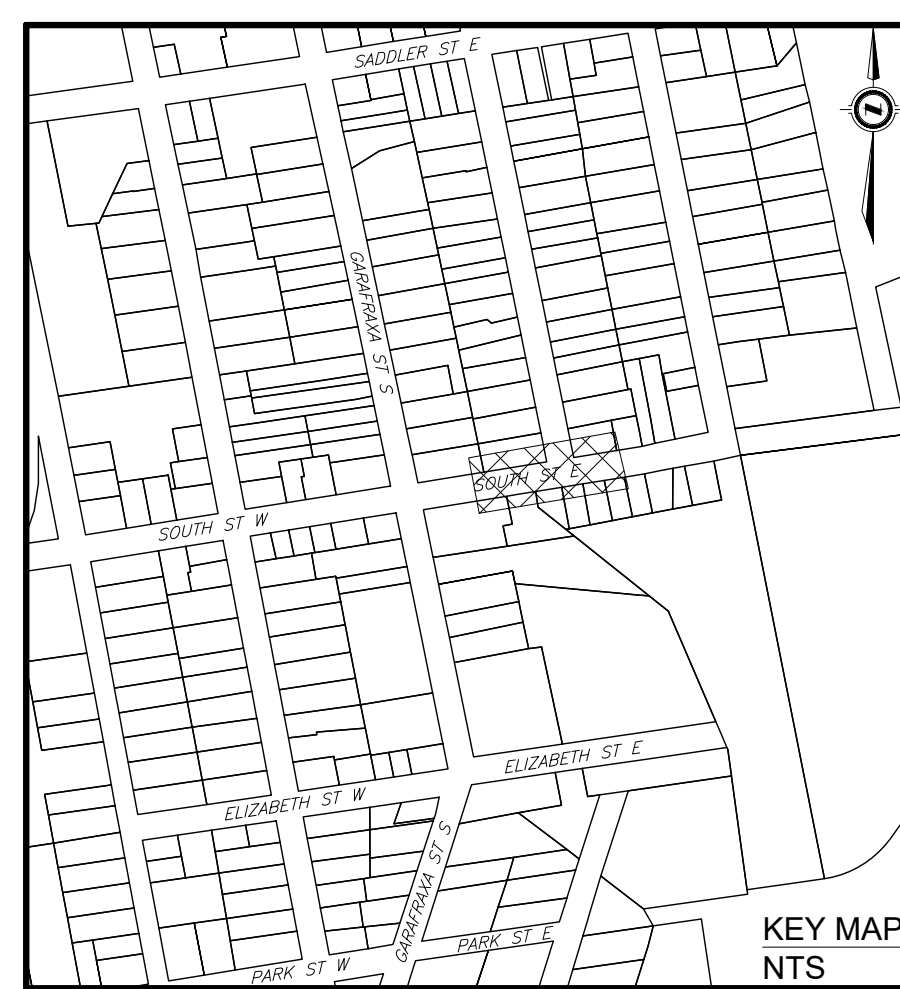 SADDLER ST E
N
GARAFRAXA ST S
SOUTH ST E
SOUTH ST W
ELIZABETH ST E
ELIZABETH ST W
GARAFRAXA ST S
PARK ST E
PARK ST W
KEY MAP
NTS